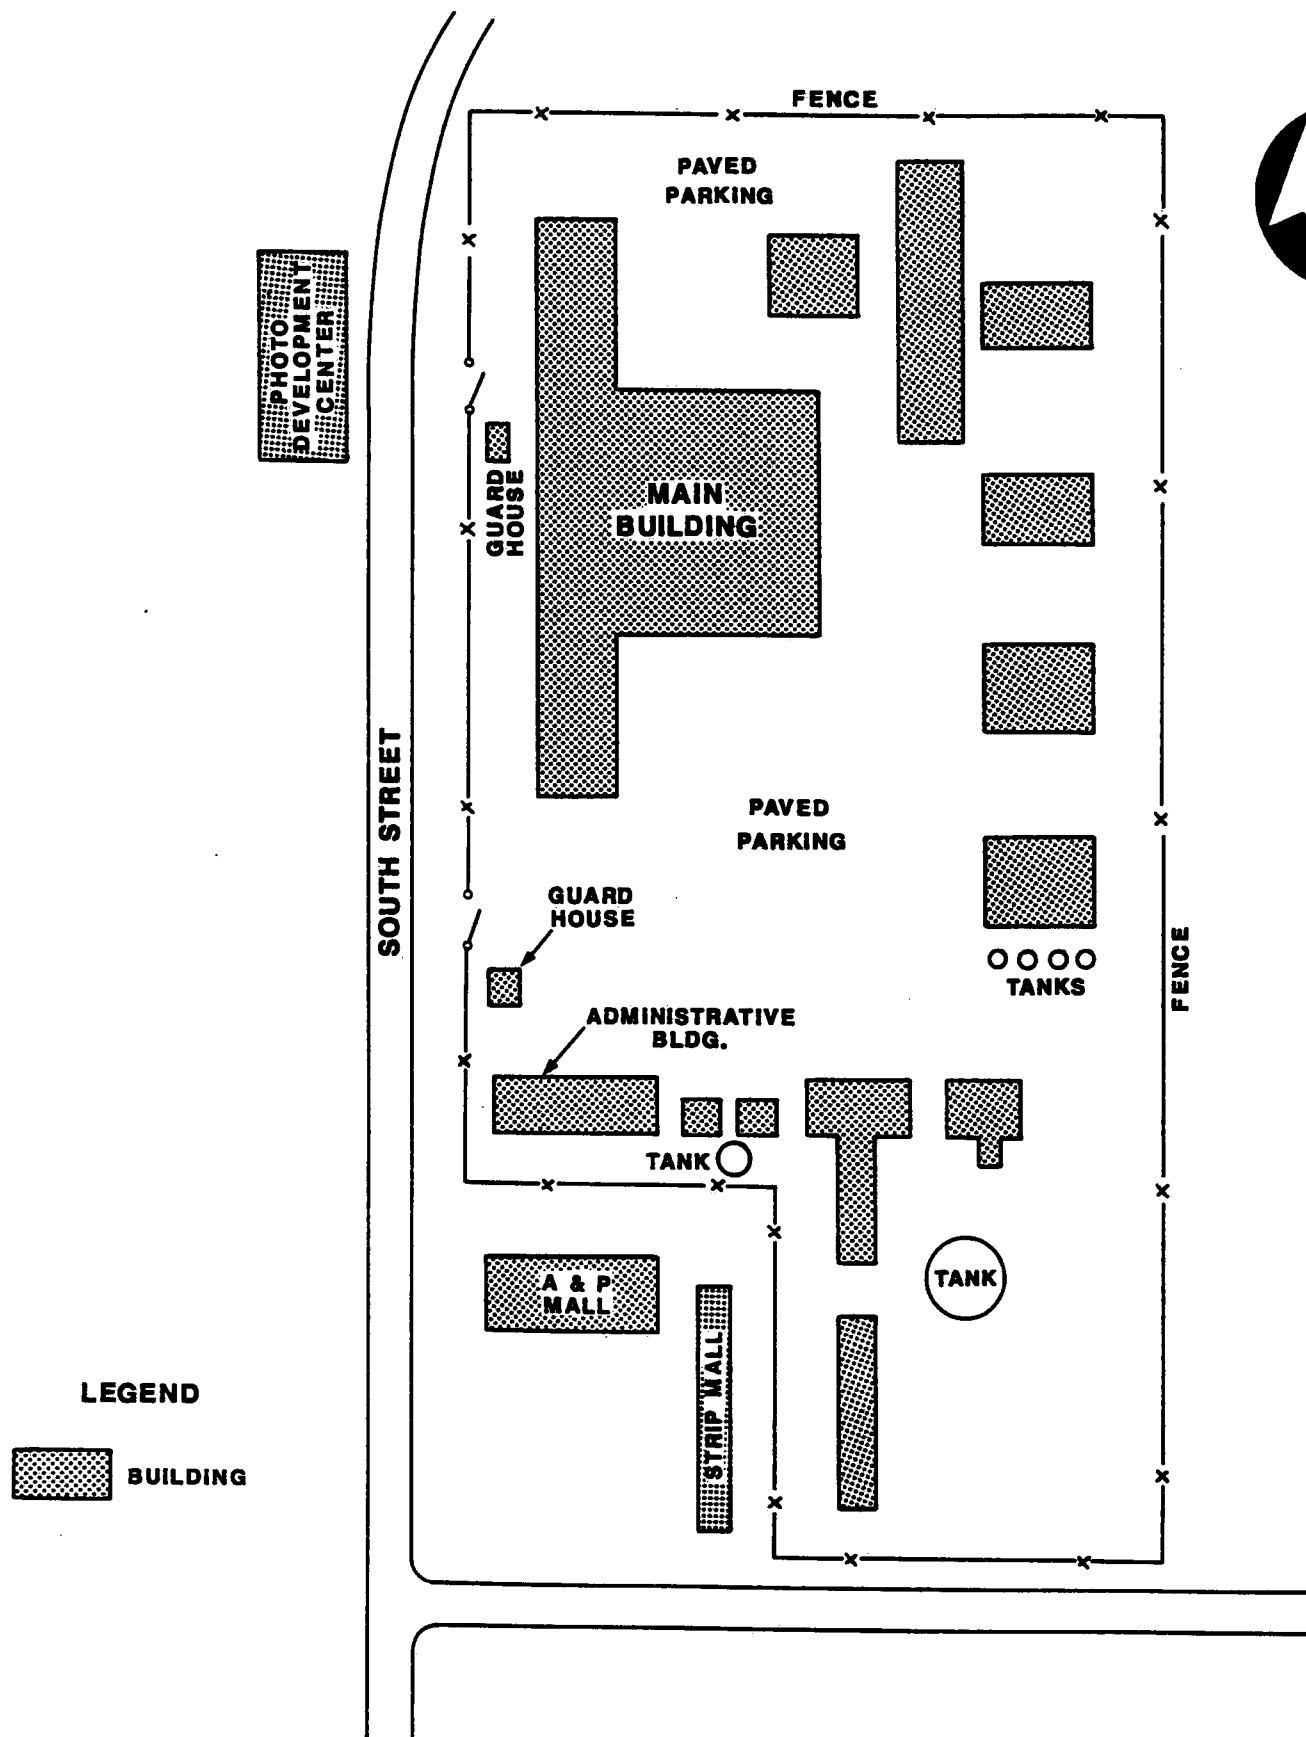 FENCE
PAVED
PARKING
PHOTO
DEVELOPMENT
CENTER
GUARD
HOUSE
MAIN
BUILDING
SOUTH STREET
PAVED
PARKING
GUARD
HOUSE
FENCE
TANKS
ADMINISTRATIVE
BLDG.
TANK
A & P
MALL
TANK
STRIP MALL
LEGEND
BUILDING